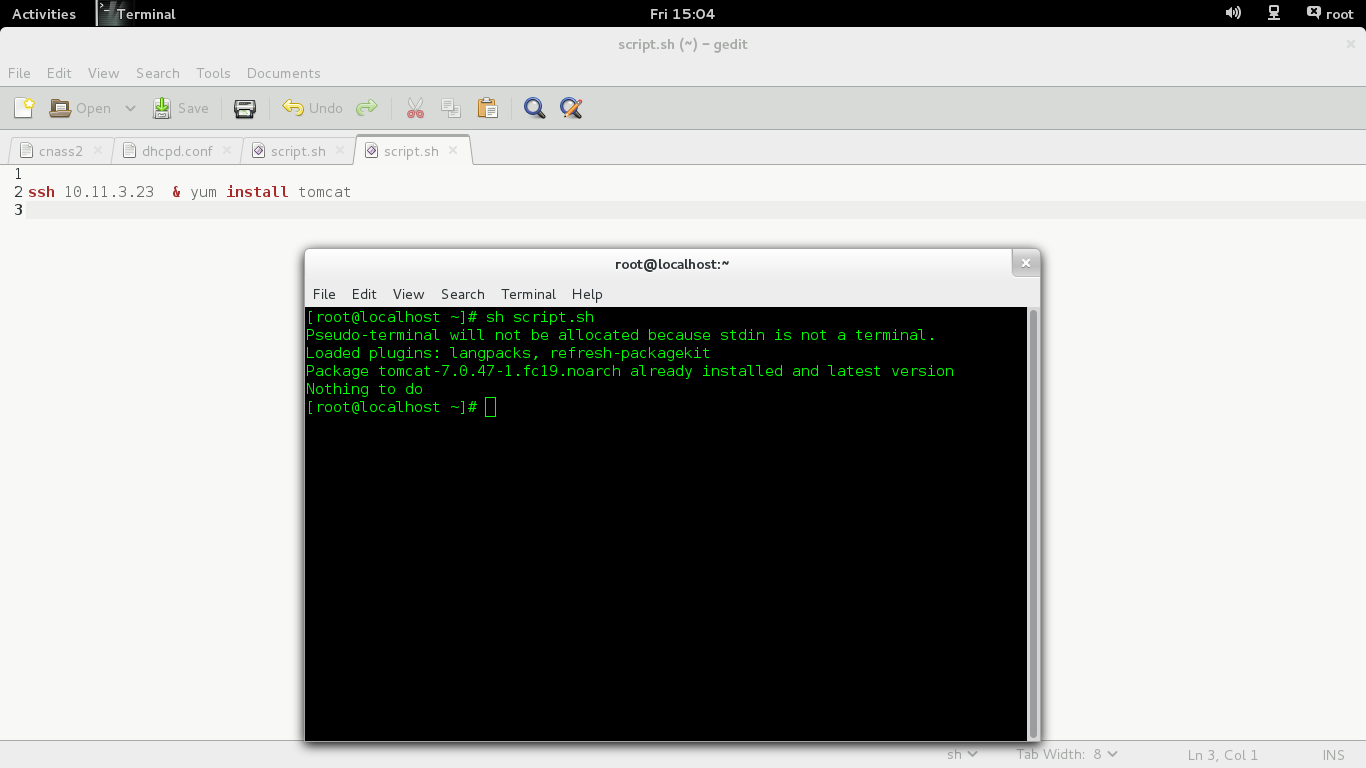 Activities Terminal Fri 15:04 root
script.sh (~) – gedit
File Edit View Search Tools Documents
Open Save Undo
cnass2 dhcpd.conf script.sh script.sh
1
2 ssh 10.11.3.23  & yum install tomcat
3
root@localhost:~
File Edit View Search Terminal Help
[root@localhost ~]# sh script.sh
Pseudo-terminal will not be allocated because stdin is not a terminal.
Loaded plugins: langpacks, refresh-packagekit
Package tomcat-7.0.47-1.fc19.noarch already installed and latest version
Nothing to do
[root@localhost ~]#
sh Tab Width: 8 Ln 3, Col 1 INS